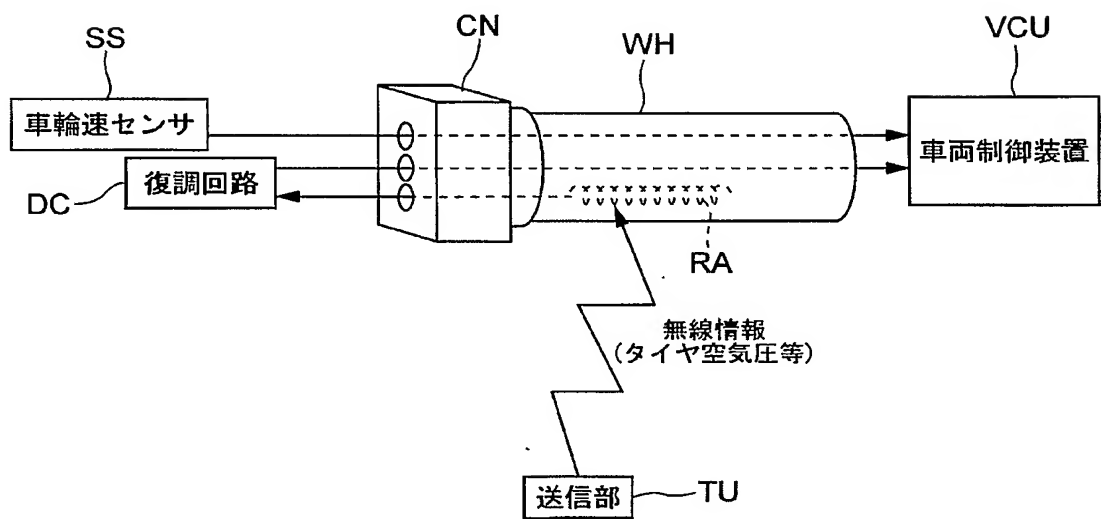 SS
CN
WH
VCU
車輪速センサ
車両制御装置
復調回路
DC
RA
無線情報
(タイヤ空気圧等)
送信部
TU